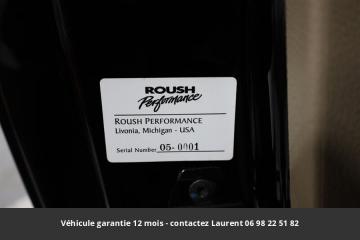 ROUSH
Performance
ROUSH PERFORMANCE
Livonia, Michigan - USA
Serial Number 05-0001
Véhicule garantie 12 mois - contactez Laurent 06 98 22 51 82